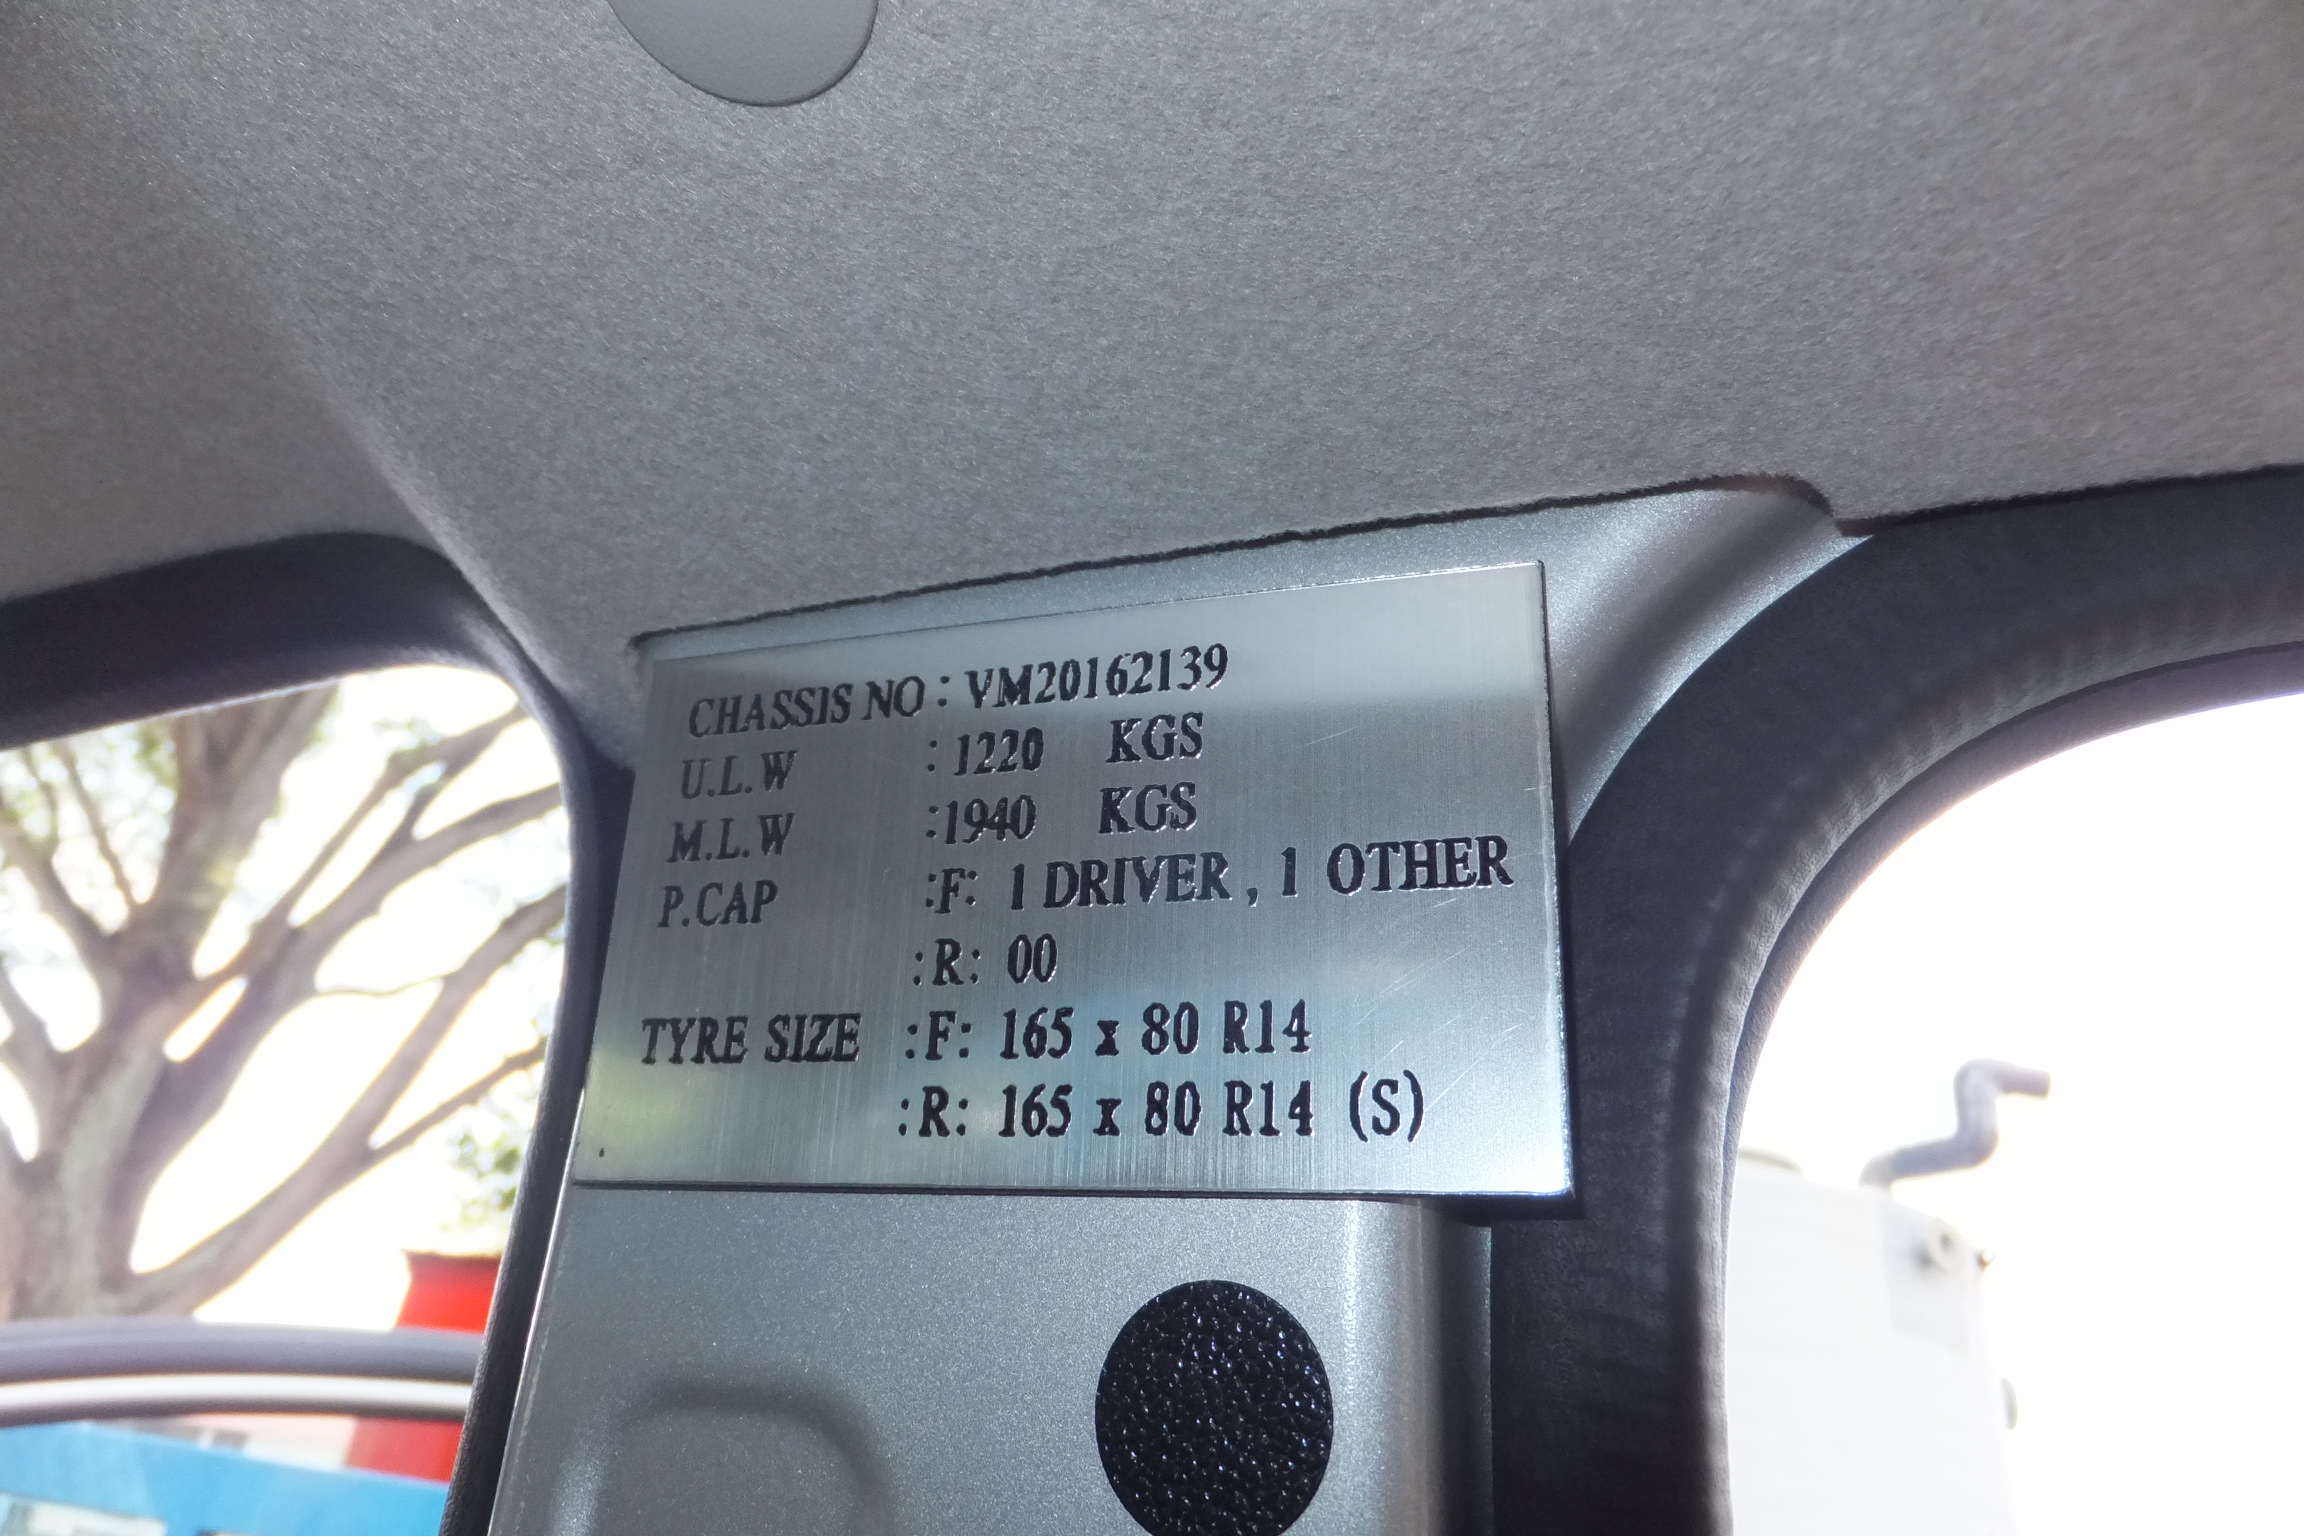 CHASSIS NO : VM20162139
U.L.W : 1220 KGS
M.L.W :1940 KGS
P.CAP :F: 1 DRIVER , 1 OTHER
:R: 00
TYRE SIZE :F: 165 x 80 R14
:R: 165 x 80 R14 (S)